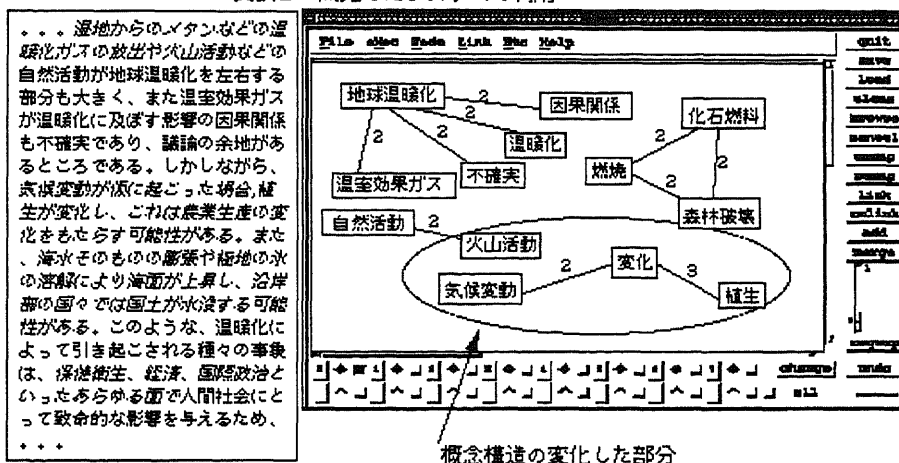 ・・・湿地からのメタンなどの温
暖化ガスの放出や火山活動などの
自然活動が地球温暖化を左右する
部分も大きく、また温室効果ガス
が温暖化に及ぼす影響の因果関係
も不確実であり、議論の余地があ
るところである。しかしながら、
気候変動が仮に起こった場合,植
生が変化し、これは農業生産の変
化をもたらす可能性がある。また
、海水そのものの膨張や極地の氷
の溶解により海面が上昇し、沿岸
部の国々では国土が水没する可能
性がある。このような、温暖化に
よって引き起こされる種々の事象
は、保健衛生、経済、国際政治と
いったあらゆる面で人間社会にと
って致命的な影響を与えるため、
・・・
File Node Link Help
quit
save
load
地球温暖化
2
因果関係
化石燃料
2
温暖化
2
2
2
不確実
温室効果ガス
燃焼
2
2
森林破壊
自然活動
2
火山活動
変化
2
3
気候変動
植生
link
unlink
add
merge
change
undo
all
概念構造の変化した部分